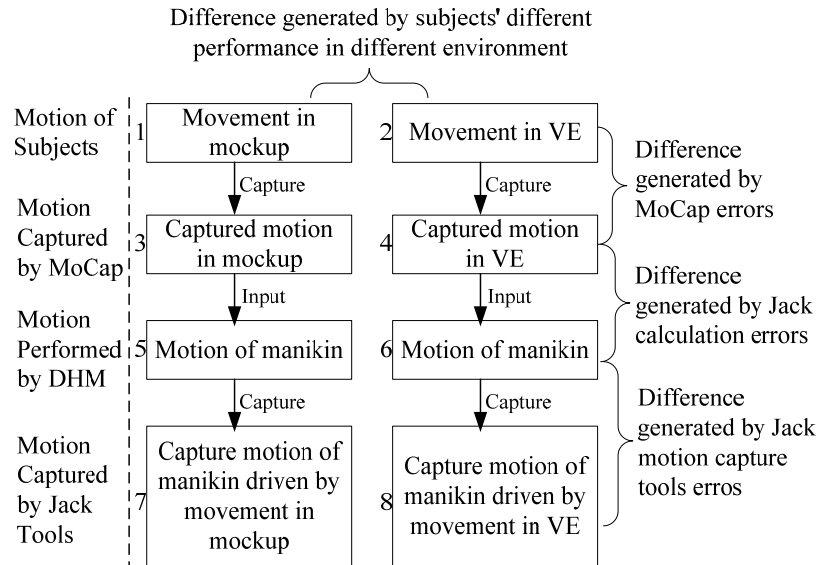 Difference generated by subjects' different
performance in different environment
Motion of
Subjects
1
Movement in
mockup
2
Movement in VE
Difference
generated by
MoCap errors
Capture
Capture
Motion
Captured
by MoCap
3
Captured motion
in mockup
4
Captured motion
in VE
Difference
generated by Jack
calculation errors
Input
Input
Motion
Performed
by DHM
5
Motion of manikin
6
Motion of manikin
Difference
generated by Jack
motion capture
tools erros
Capture
Capture
Motion
Captured
by Jack
Tools
7
Capture motion of
manikin driven by
movement in
mockup
8
Capture motion of
manikin driven by
movement in VE